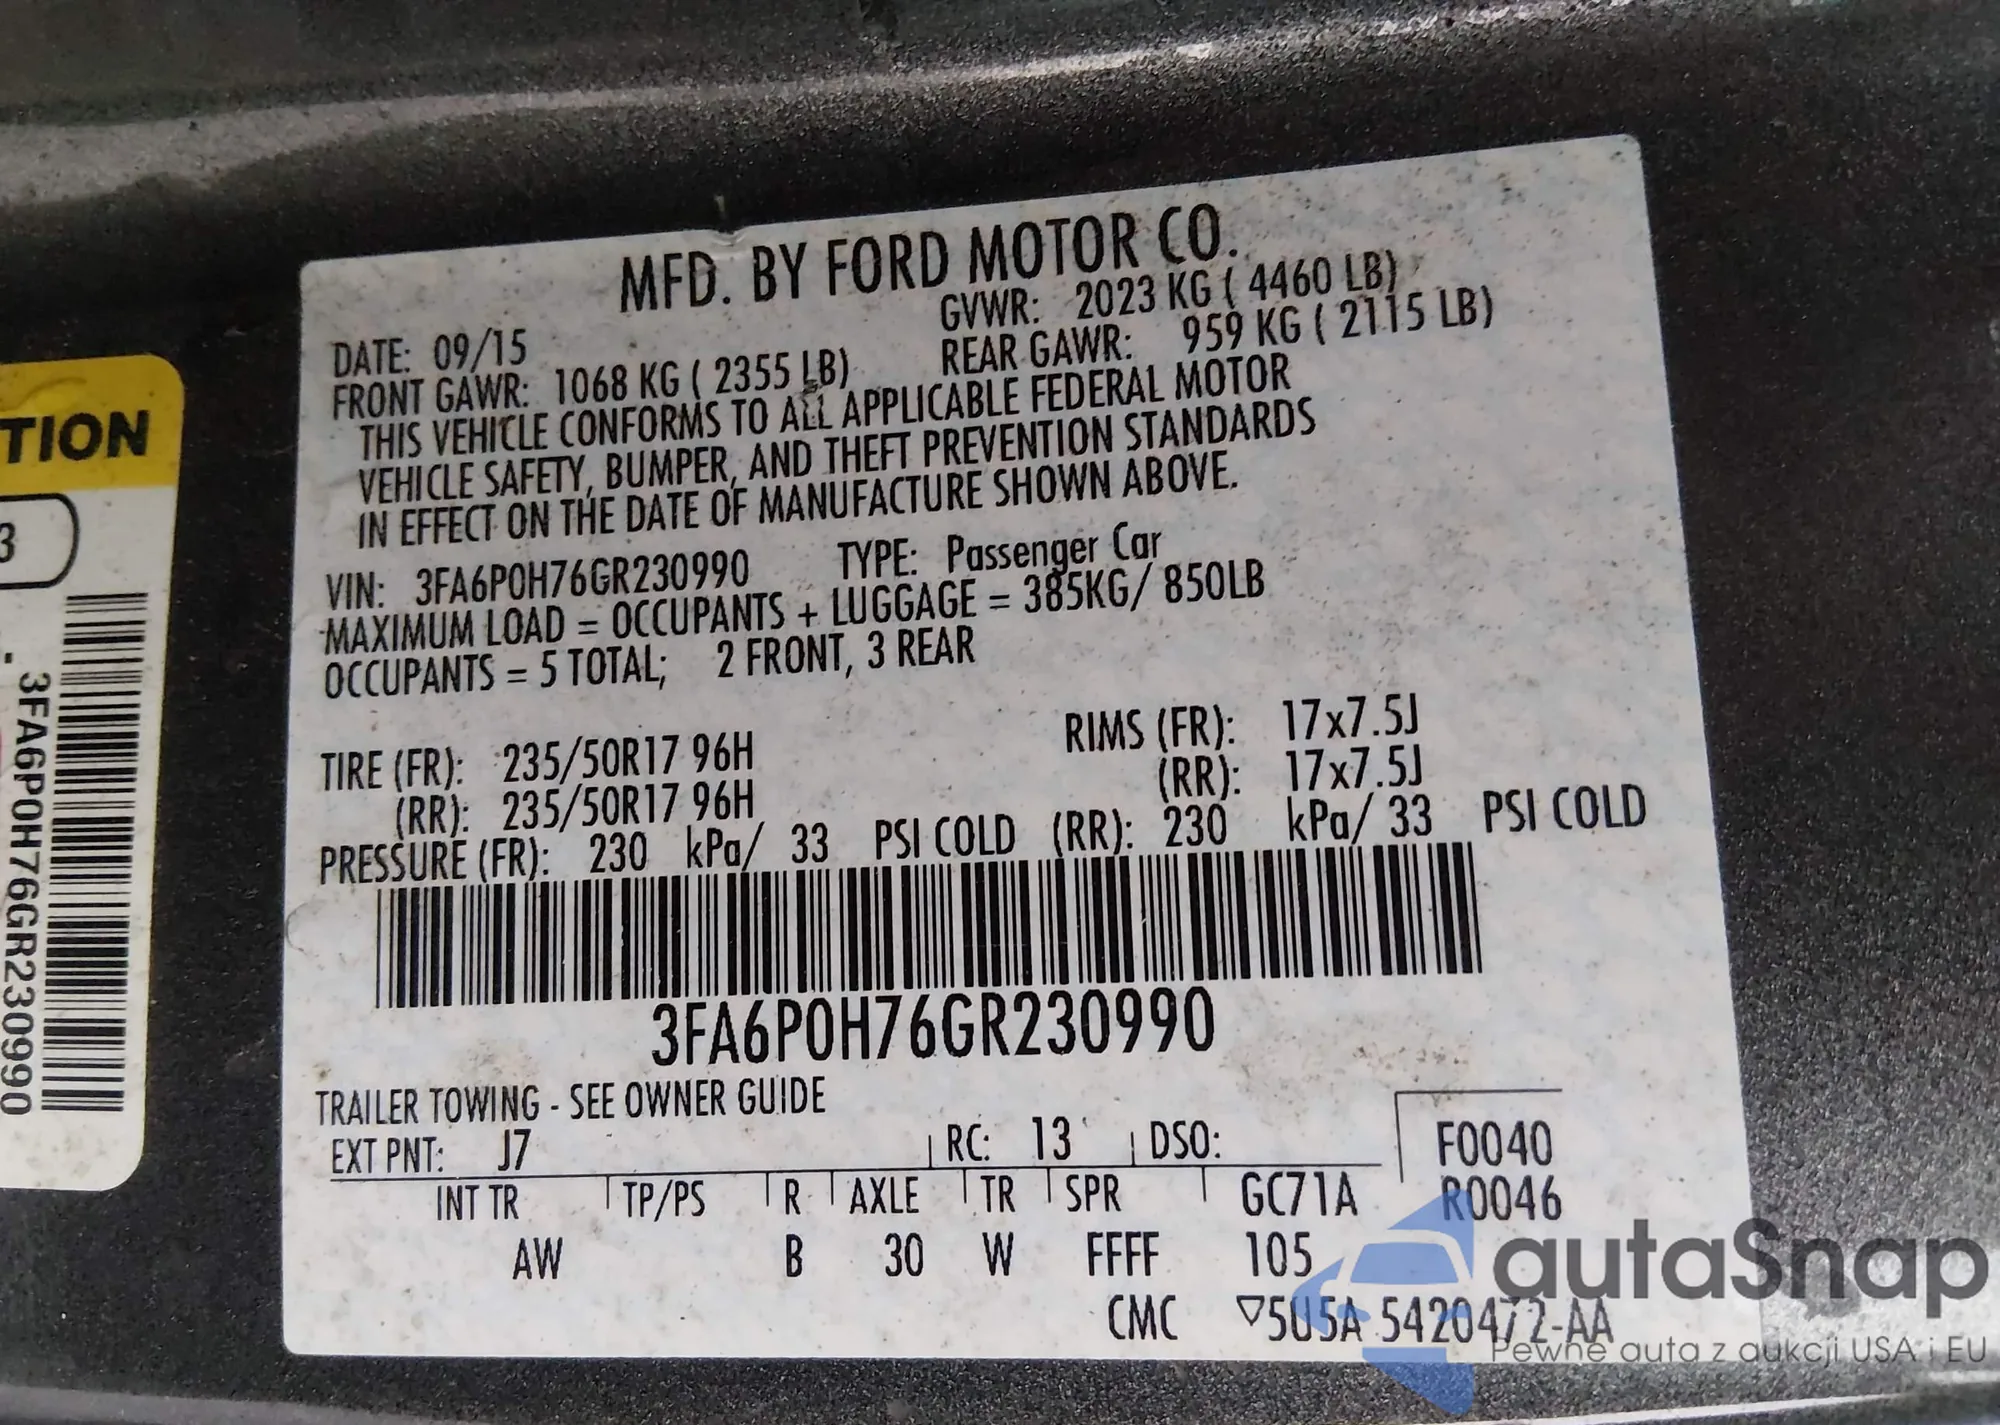 TION
3
3FA6P0H76GR230990
MFD. BY FORD MOTOR CO.
DATE: 09/15 GVWR: 2023 KG ( 4460 LB)
FRONT GAWR: 1068 KG ( 2355 LB) REAR GAWR: 959 KG ( 2115 LB)
THIS VEHICLE CONFORMS TO ALL APPLICABLE FEDERAL MOTOR
VEHICLE SAFETY, BUMPER, AND THEFT PREVENTION STANDARDS
IN EFFECT ON THE DATE OF MANUFACTURE SHOWN ABOVE.
VIN: 3FA6P0H76GR230990 TYPE: Passenger Car
MAXIMUM LOAD = OCCUPANTS + LUGGAGE = 385KG/ 850LB
OCCUPANTS = 5 TOTAL; 2 FRONT, 3 REAR
TIRE (FR): 235/50R17 96H RIMS (FR): 17x7.5J
(RR): 235/50R17 96H (RR): 17x7.5J
PRESSURE (FR): 230 kPa/ 33 PSI COLD (RR): 230 kPa/ 33 PSI COLD
3FA6P0H76GR230990
TRAILER TOWING - SEE OWNER GUIDE
EXT PNT: J7 RC: 13 DSO: F0040
INT TR TP/PS R AXLE TR SPR GC71A R0046
AW B 30 W FFFF 105
CMC ▽5U5A 5420472-AA
autaSnap
Pewne auta z aukcji USA i EU